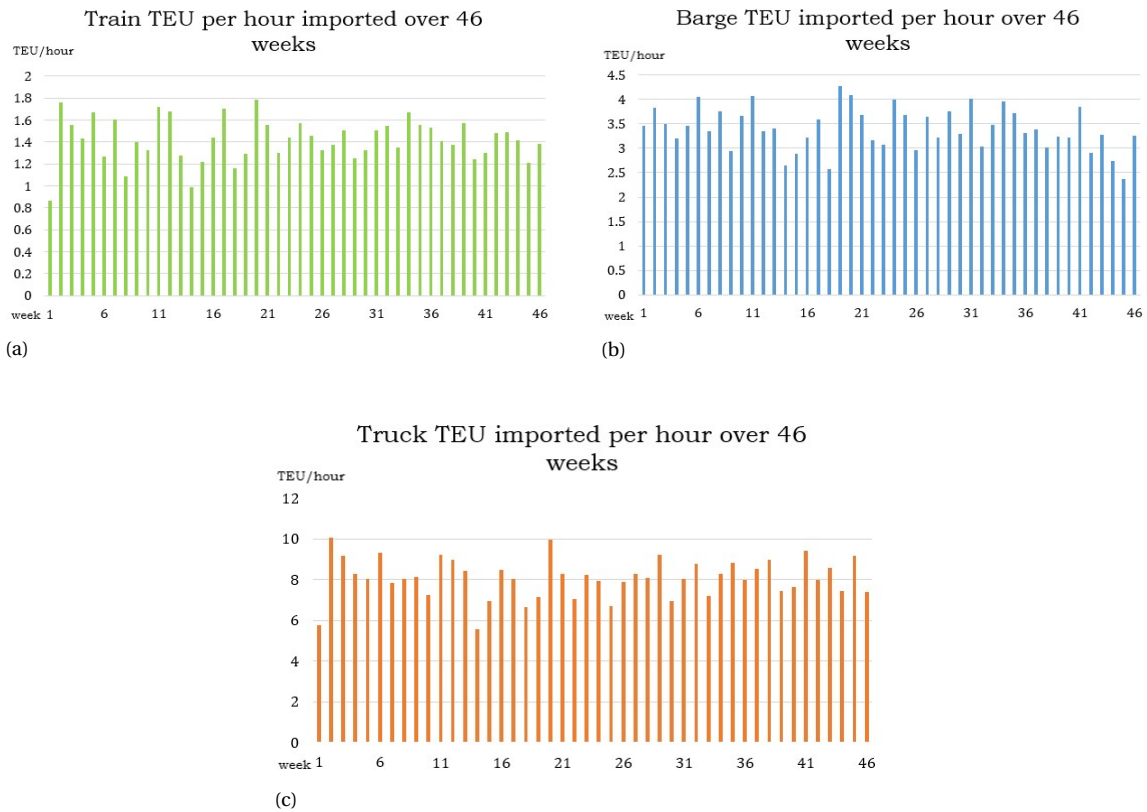 Train TEU per hour imported over 46
weeks
TEU/hour
2
1.8
1.6
1.4
1.2
1
0.8
0.6
0.4
0.2
0
week 1 6 11 16 21 26 31 36 41 46
(a)
Barge TEU imported per hour over 46
weeks
TEU/hour
4.5
4
3.5
3
2.5
2
1.5
1
0.5
0
week 1 6 11 16 21 26 31 36 41 46
(b)
Truck TEU imported per hour over 46
weeks
TEU/hour
12
10
8
6
4
2
0
week 1 6 11 16 21 26 31 36 41 46
(c)